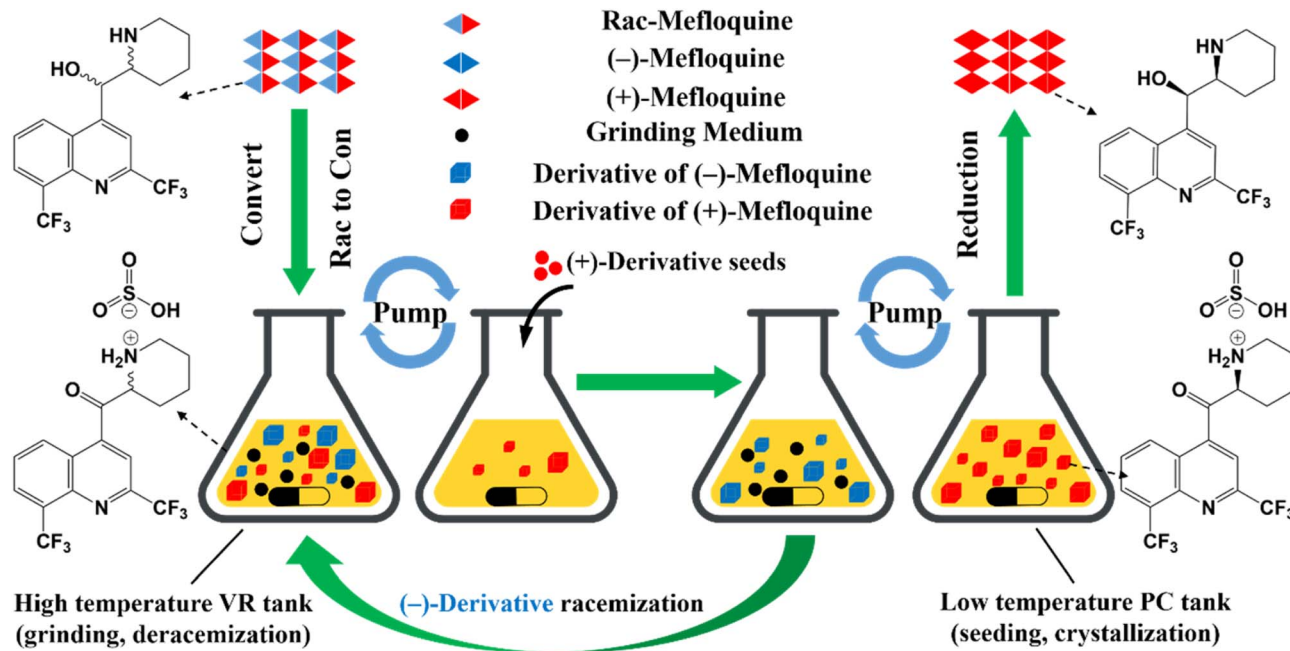 Rac-Mefloquine
(–)-Mefloquine
(+)-Mefloquine
Grinding Medium
Derivative of (–)-Mefloquine
Derivative of (+)-Mefloquine
HN
HO
N
CF3
CF3
Convert
Rac to Con
(+)-Derivative seeds
Pump
Pump
Reduction
HN
HO
N
CF3
CF3
O
O
S
OH
⊖
⊕
H2N
O
N
CF3
CF3
O
O
S
OH
⊖
⊕
H2N
O
N
CF3
CF3
High temperature VR tank
(grinding, deracemization)
(–)-Derivative racemization
Low temperature PC tank
(seeding, crystallization)